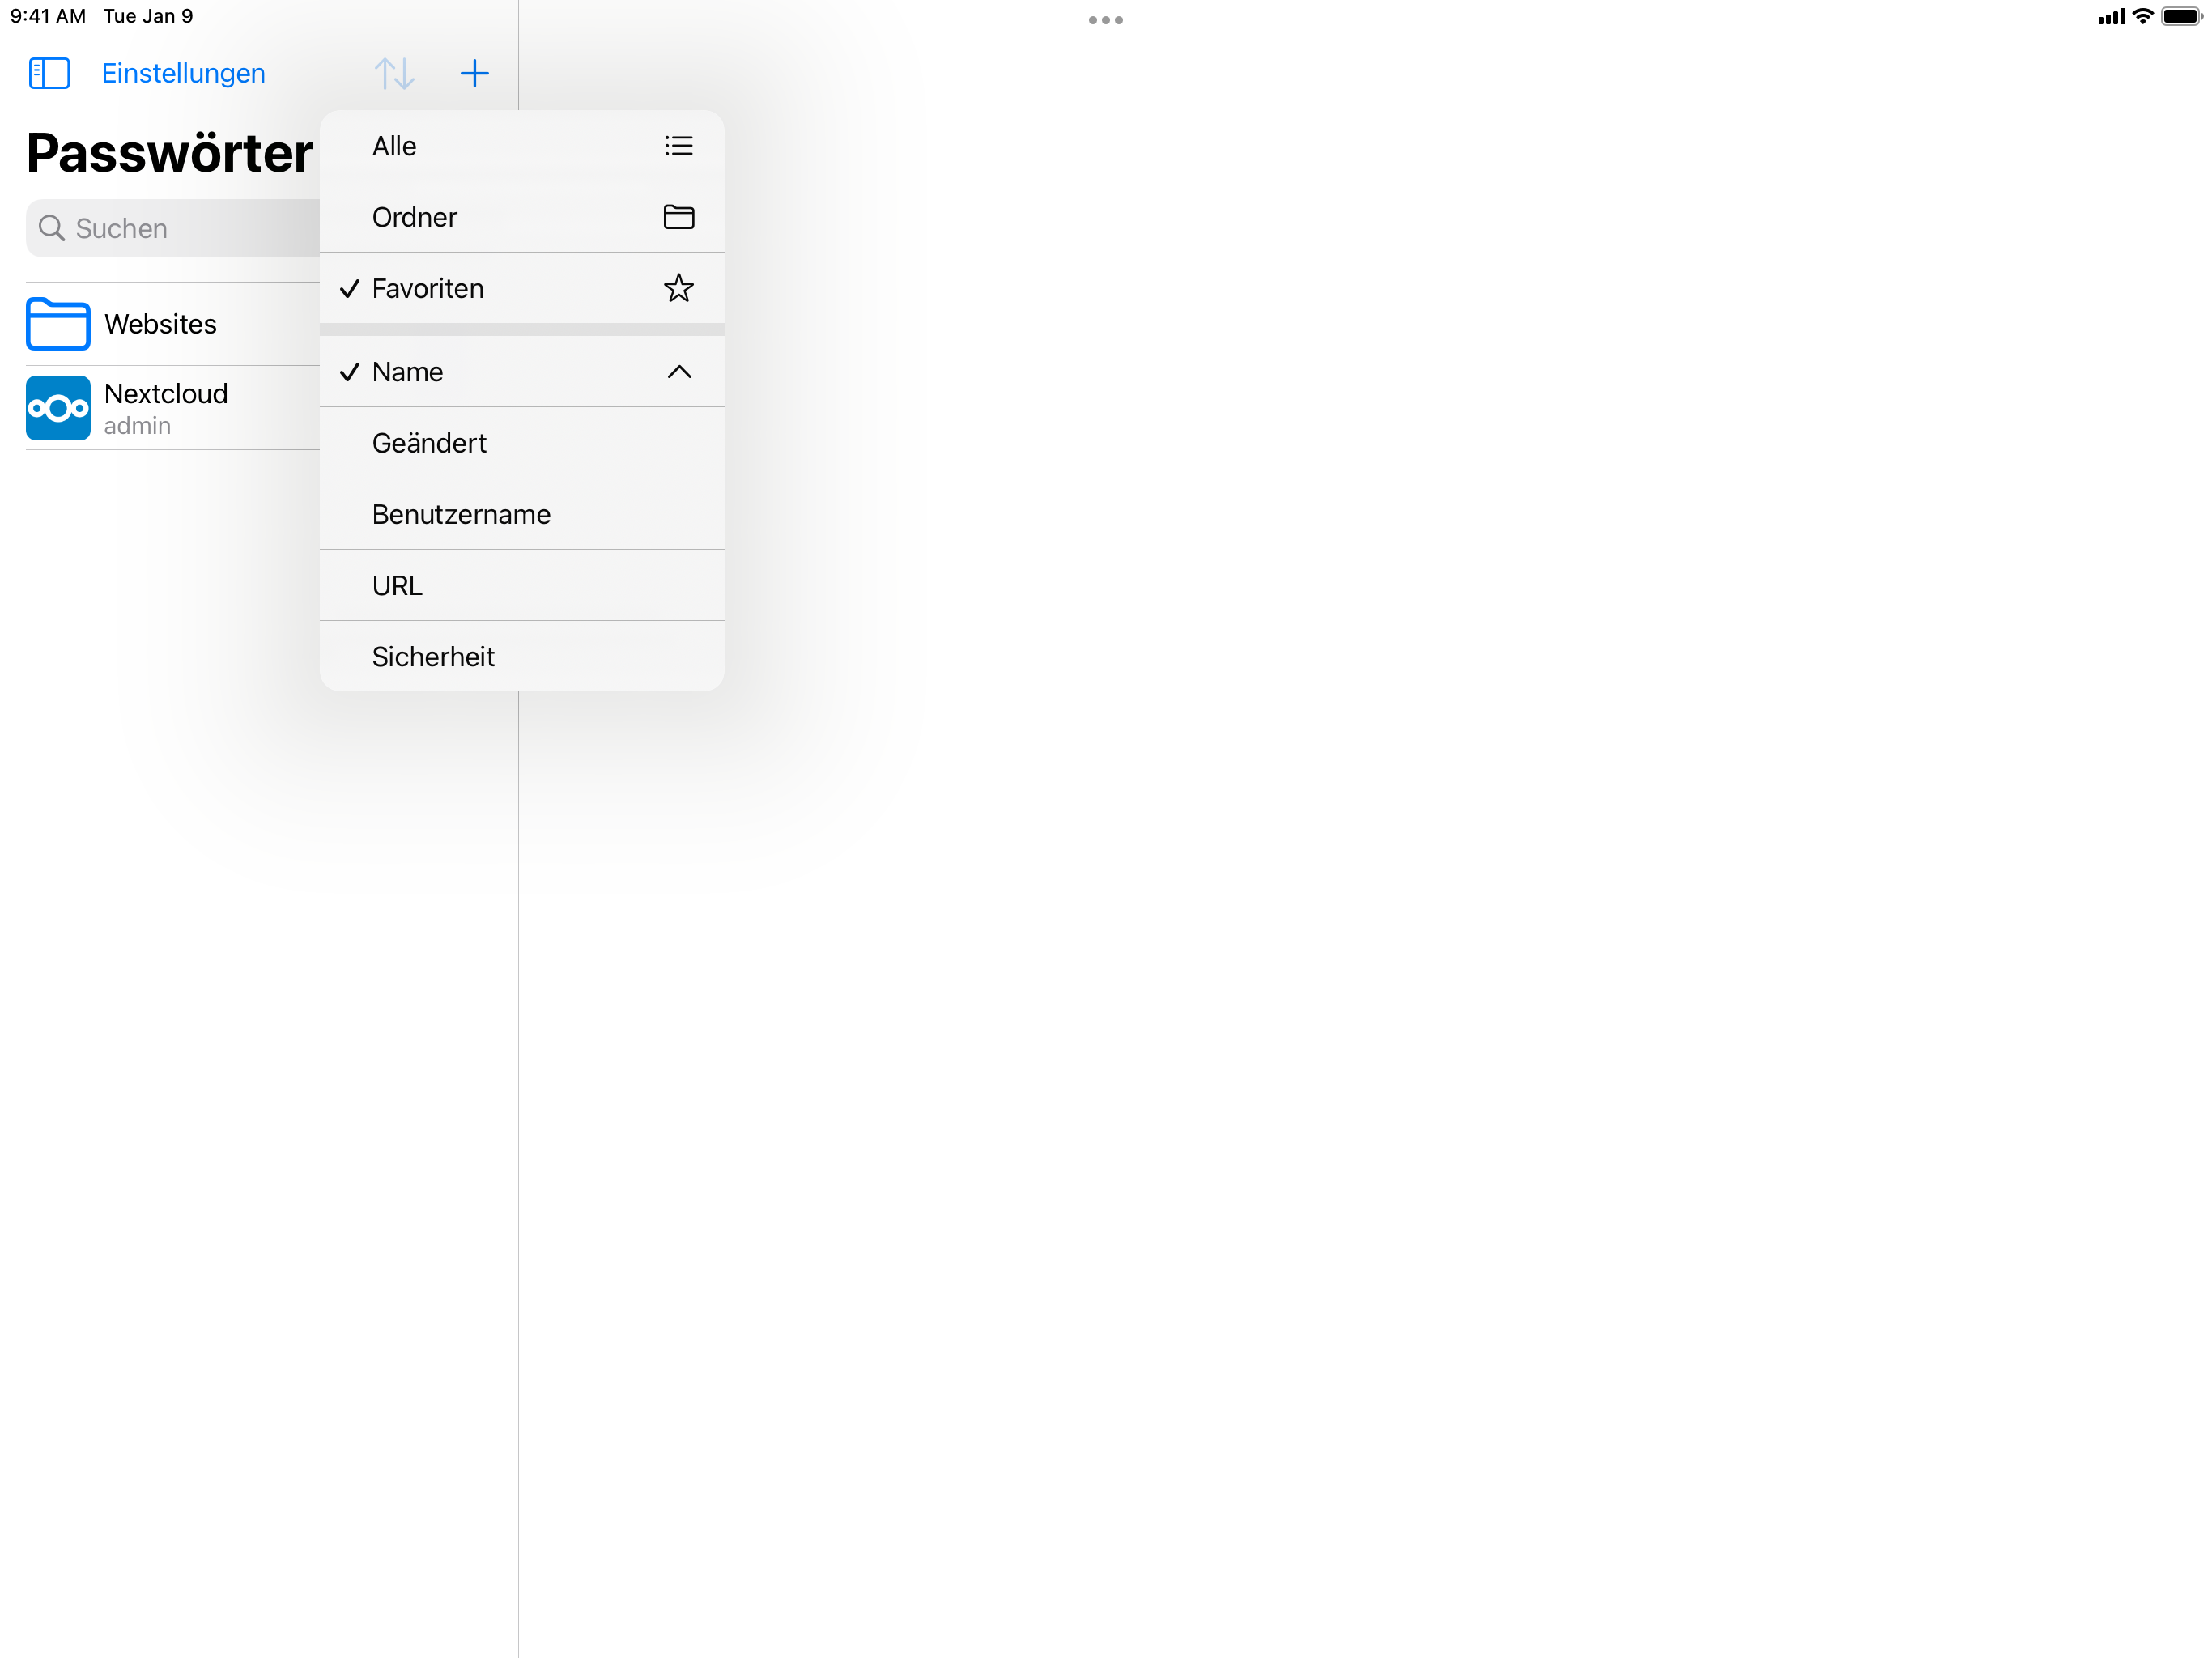 9:41 AM Tue Jan 9
Einstellungen
Passwörter
Suchen
Websites
Nextcloud
admin
Alle
Ordner
Favoriten
Name
Geändert
Benutzername
URL
Sicherheit